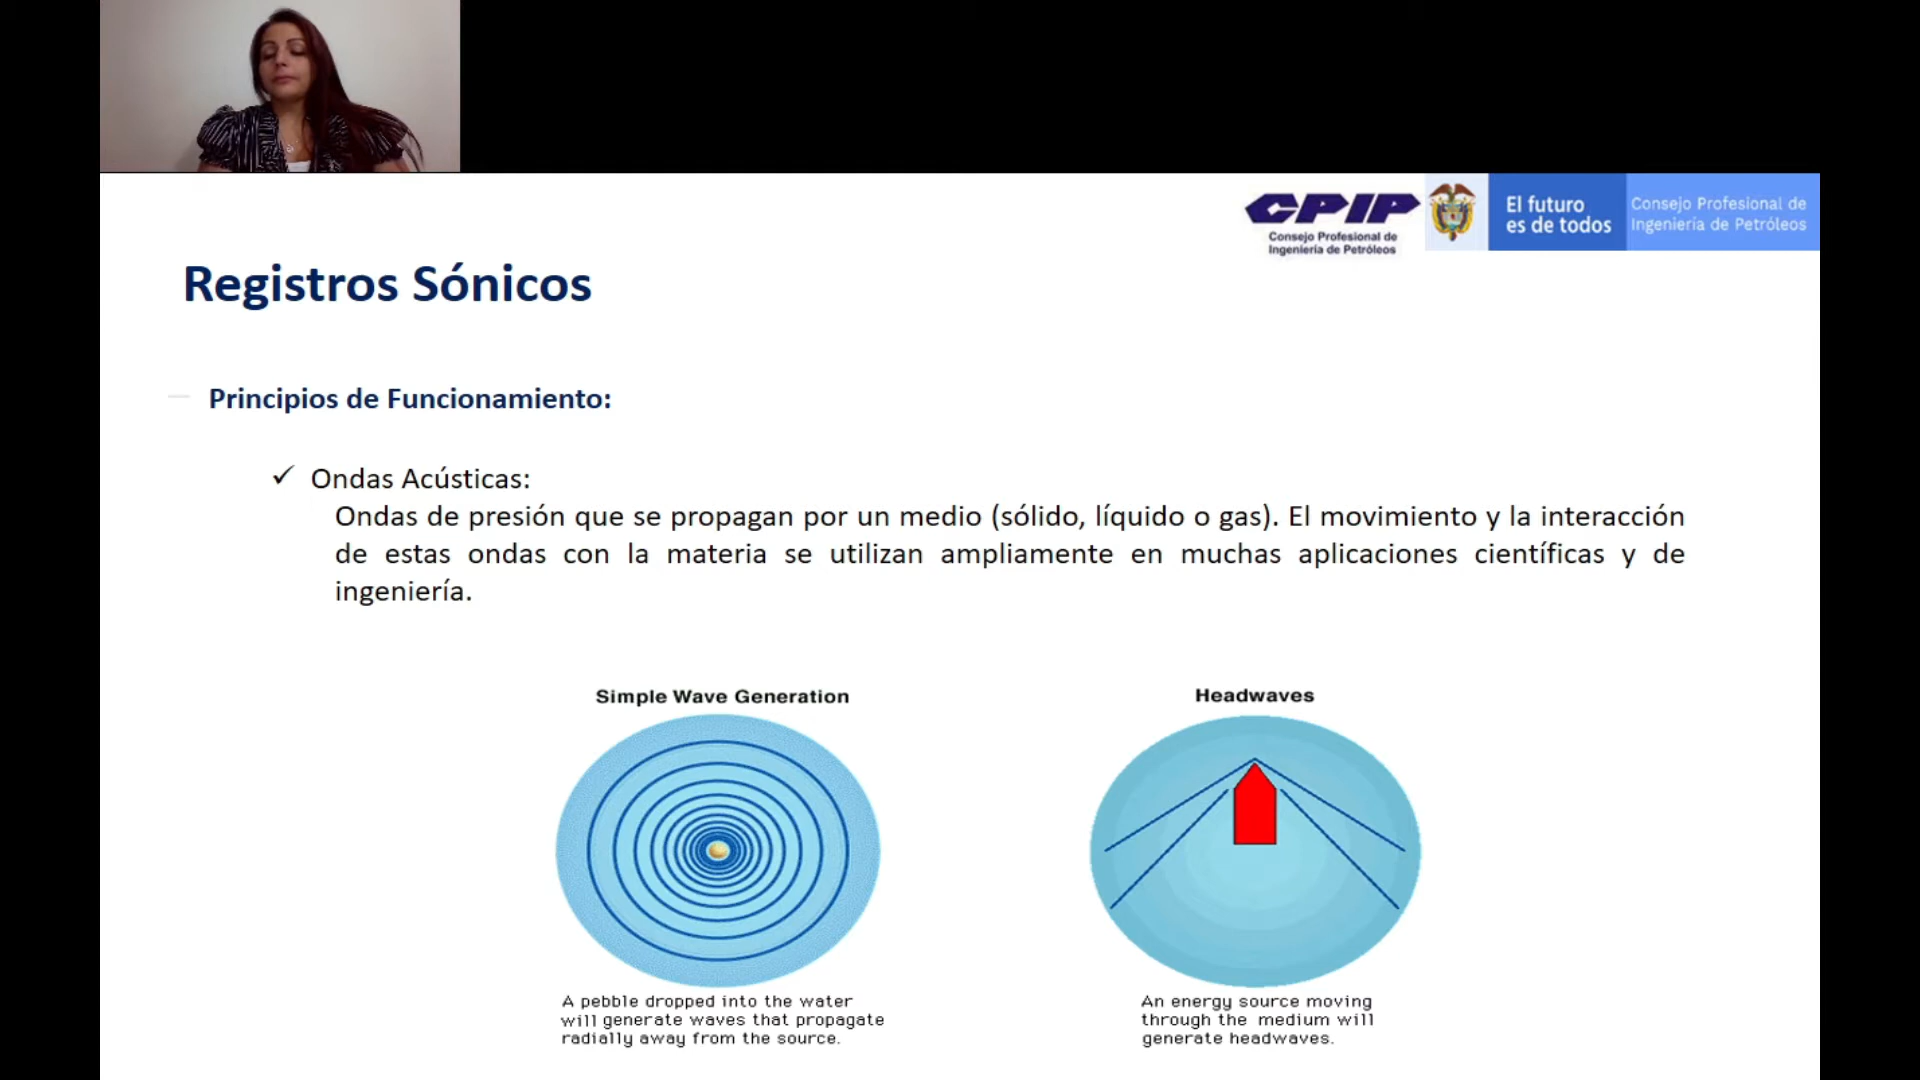 CPIP
Consejo Profesional de
Ingeniería de Petróleos
El futuro
es de todos
Consejo Profesional de
Ingeniería de Petróleos
Registros Sónicos
Principios de Funcionamiento:
✓ Ondas Acústicas:
Ondas de presión que se propagan por un medio (sólido, líquido o gas). El movimiento y la interacción
de estas ondas con la materia se utilizan ampliamente en muchas aplicaciones científicas y de
ingeniería.
Simple Wave Generation
A pebble dropped into the water
will generate waves that propagate
radially away from the source.
Headwaves
An energy source moving
through the medium will
generate headwaves.